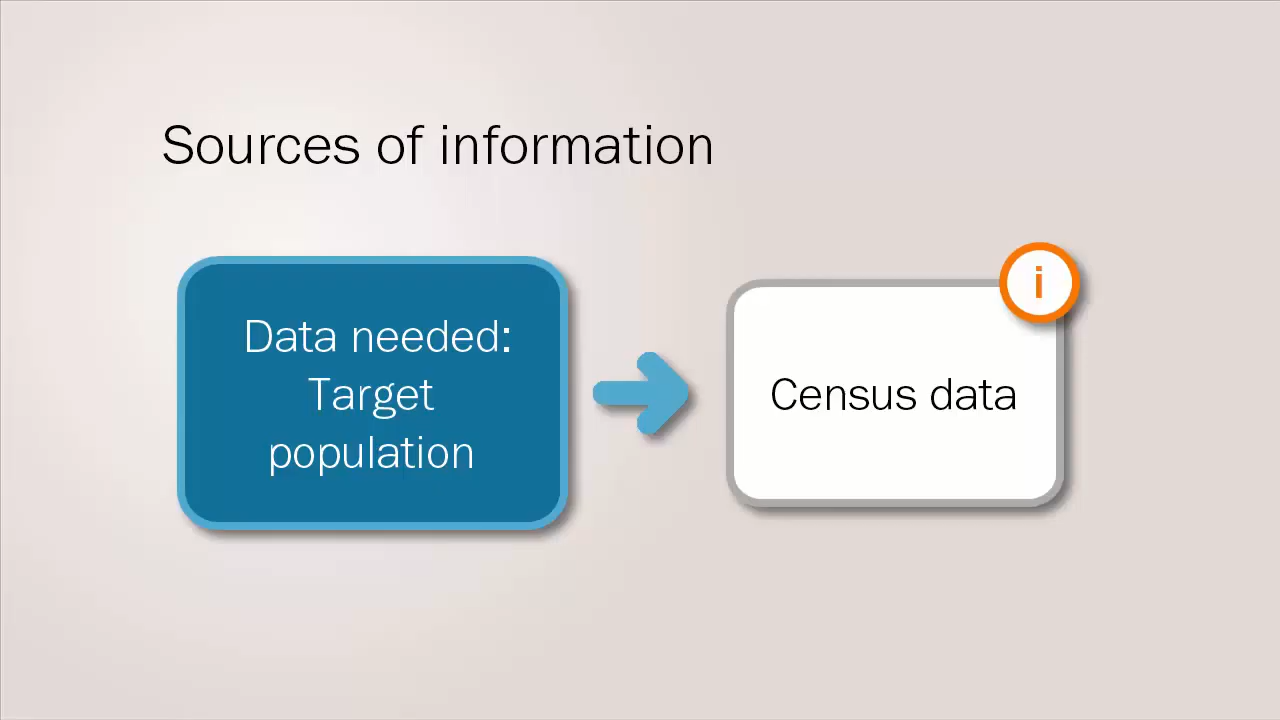 Sources of information
Data needed:
Target
population
i
Census data